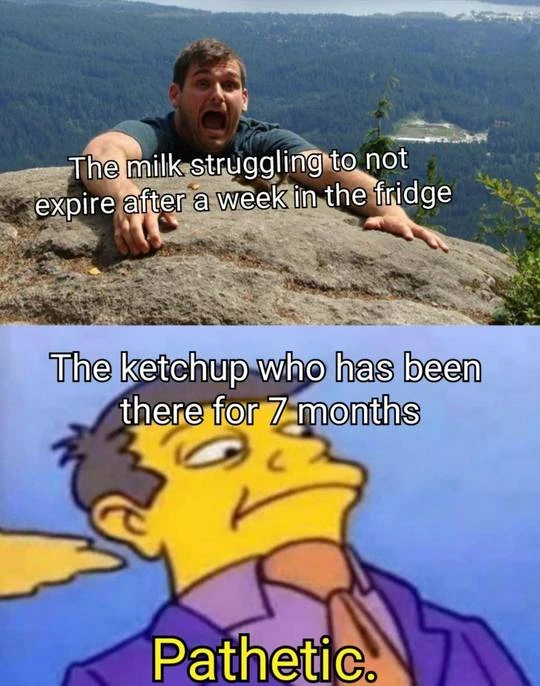 The milk struggling to not
expire after a week in the fridge
The ketchup who has been
there for 7 months
Pathetic.